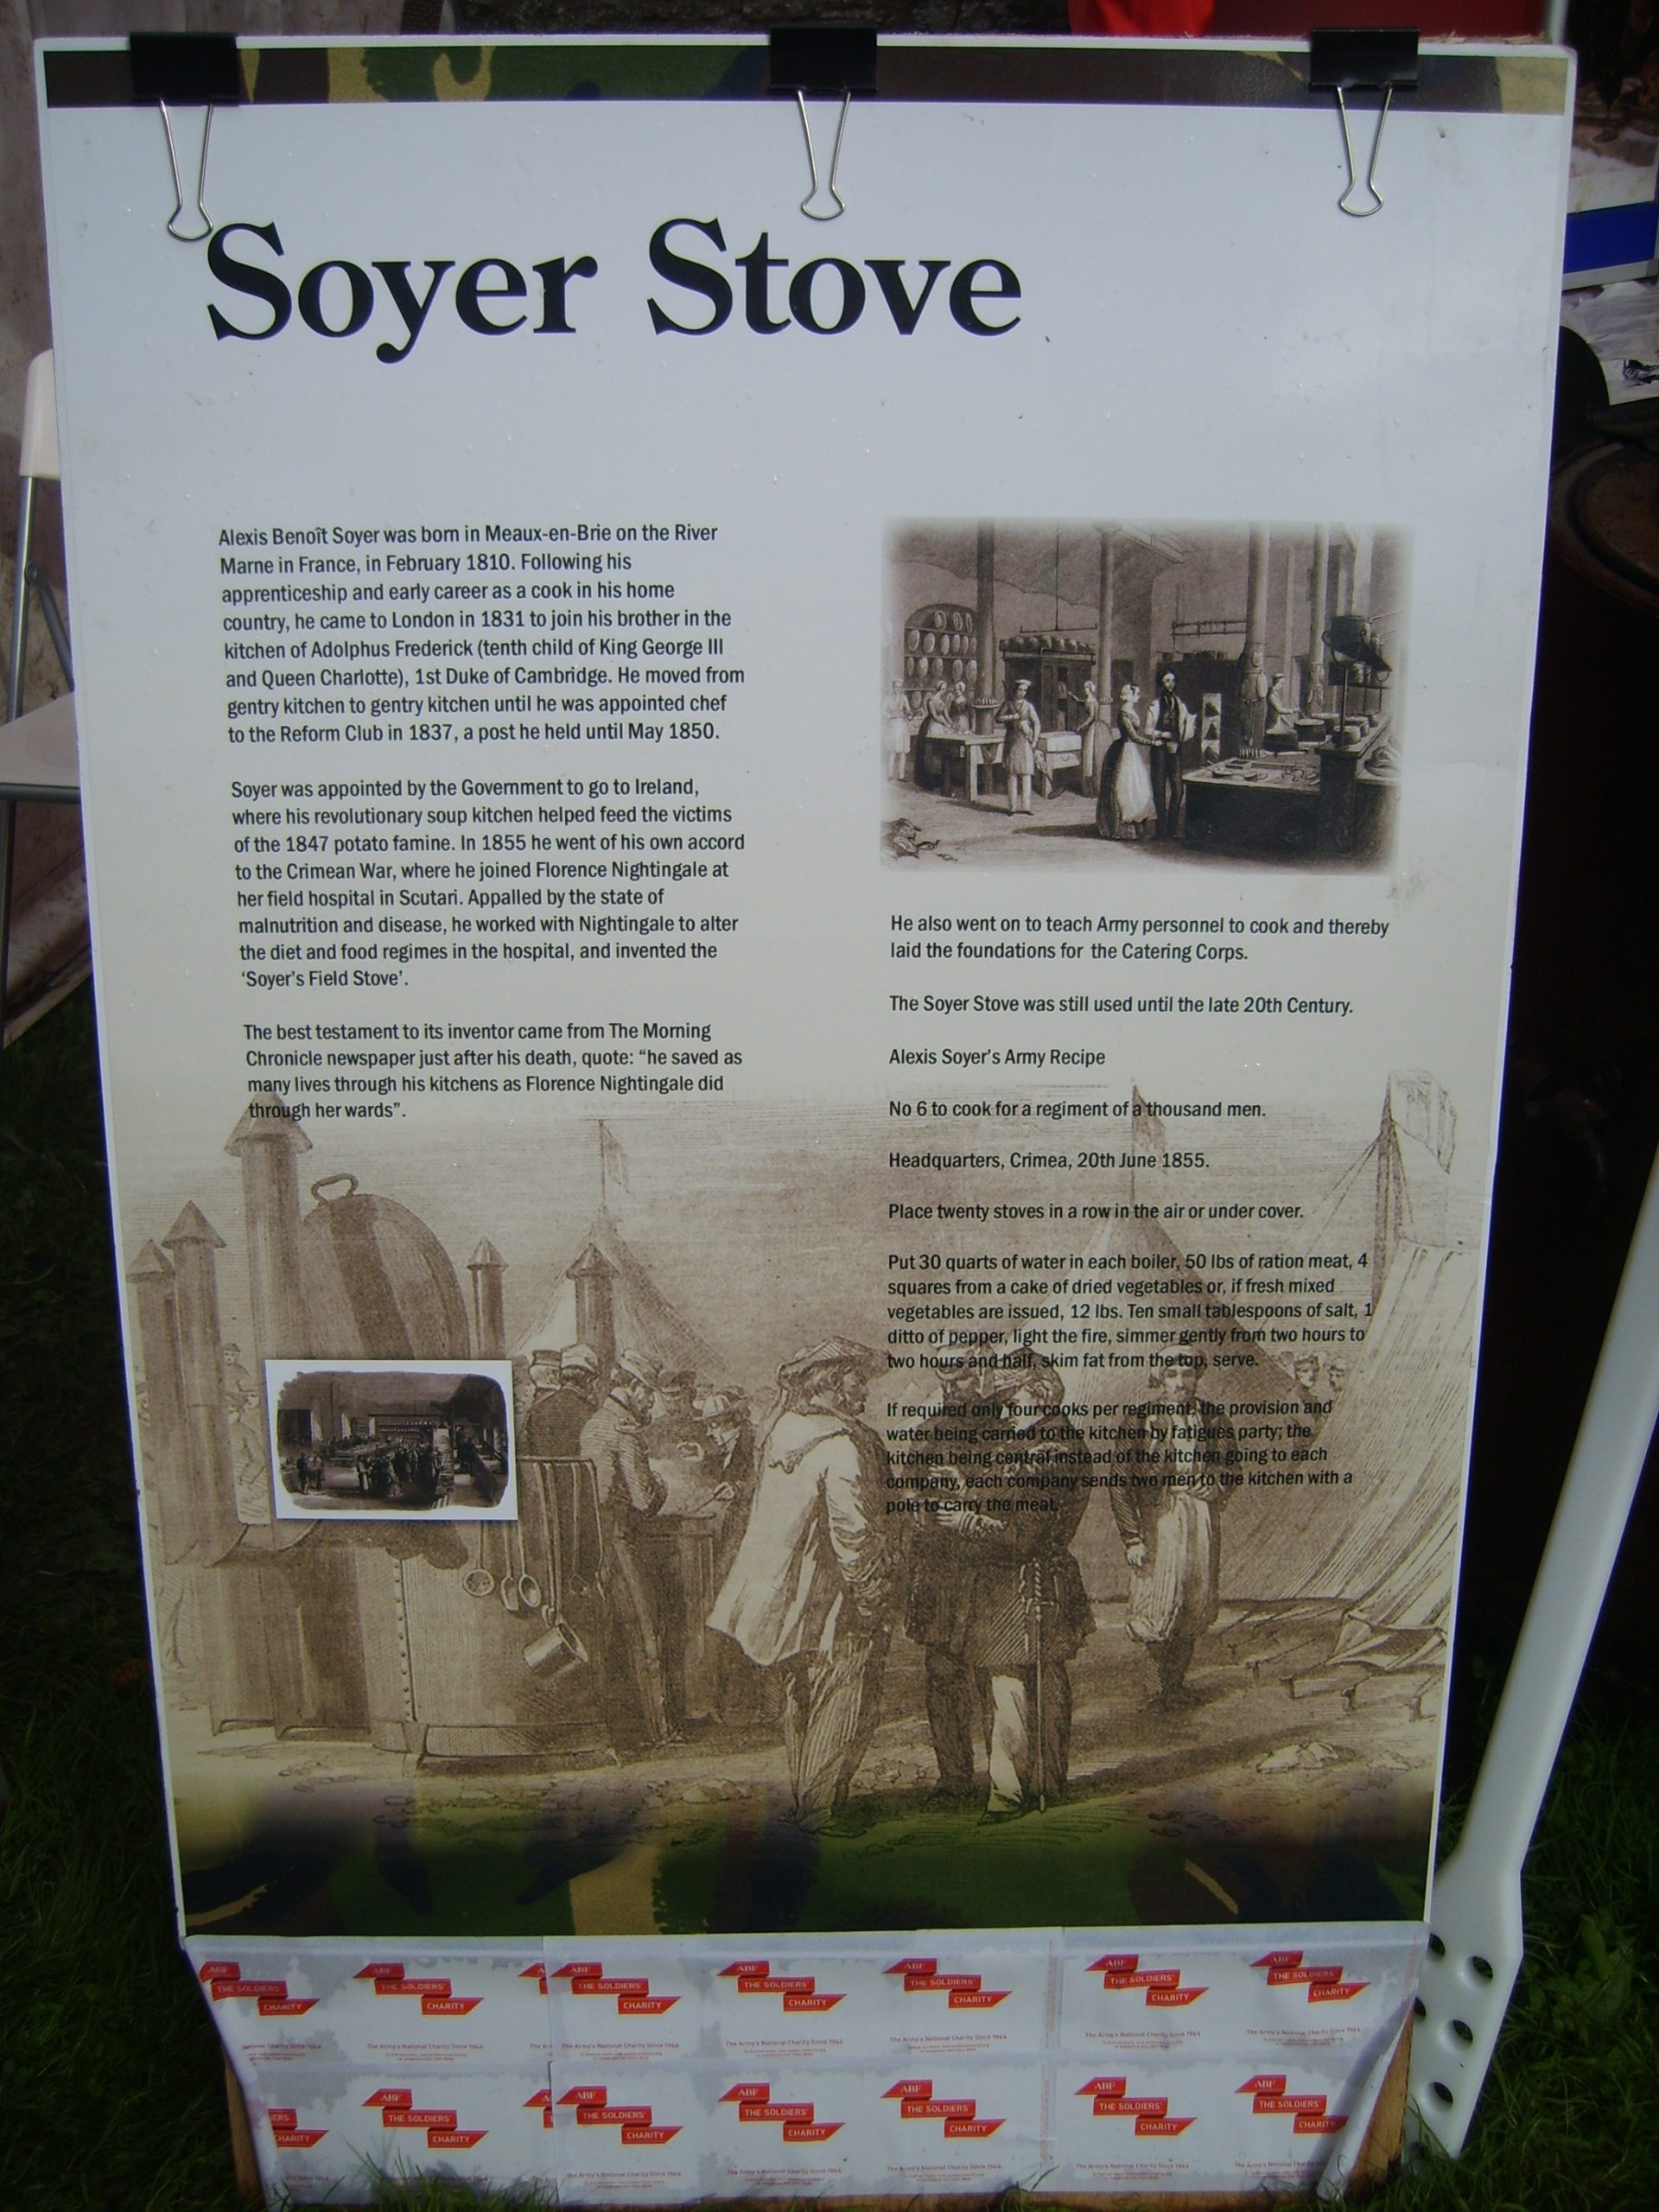 Soyer Stove
Alexis Benoît Soyer was born in Meaux-en-Brie on the River
Marne in France, in February 1810. Following his
apprenticeship and early career as a cook in his home
country, he came to London in 1831 to join his brother in the
kitchen of Adolphus Frederick (tenth child of King George III
and Queen Charlotte), 1st Duke of Cambridge. He moved from
gentry kitchen to gentry kitchen until he was appointed chef
to the Reform Club in 1837, a post he held until May 1850.
Soyer was appointed by the Government to go to Ireland,
where his revolutionary soup kitchen helped feed the victims
of the 1847 potato famine. In 1855 he went of his own accord
to the Crimean War, where he joined Florence Nightingale at
her field hospital in Scutari. Appalled by the state of
malnutrition and disease, he worked with Nightingale to alter
the diet and food regimes in the hospital, and invented the
‘Soyer's Field Stove’.
The best testament to its inventor came from The Morning
Chronicle newspaper just after his death, quote: “he saved as
many lives through his kitchens as Florence Nightingale did
through her wards”.
He also went on to teach Army personnel to cook and thereby
laid the foundations for the Catering Corps.
The Soyer Stove was still used until the late 20th Century.
Alexis Soyer's Army Recipe
No 6 to cook for a regiment of a thousand men.
Headquarters, Crimea, 20th June 1855.
Place twenty stoves in a row in the air or under cover.
Put 30 quarts of water in each boiler, 50 lbs of ration meat, 4
squares from a cake of dried vegetables or, if fresh mixed
vegetables are issued, 12 lbs. Ten small tablespoons of salt, 1
ditto of pepper, light the fire, simmer gently from two hours to
two hours and half, skim fat from the top, serve.
If required only four cooks per regiment, the provision and
water being carried to the kitchen by fatigues party; the
kitchen being central instead of the kitchen going to each
company, each company sends two men to the kitchen with a
pole to carry the meat.
ABF
THE SOLDIERS'
CHARITY
The Army's National Charity Since 1944